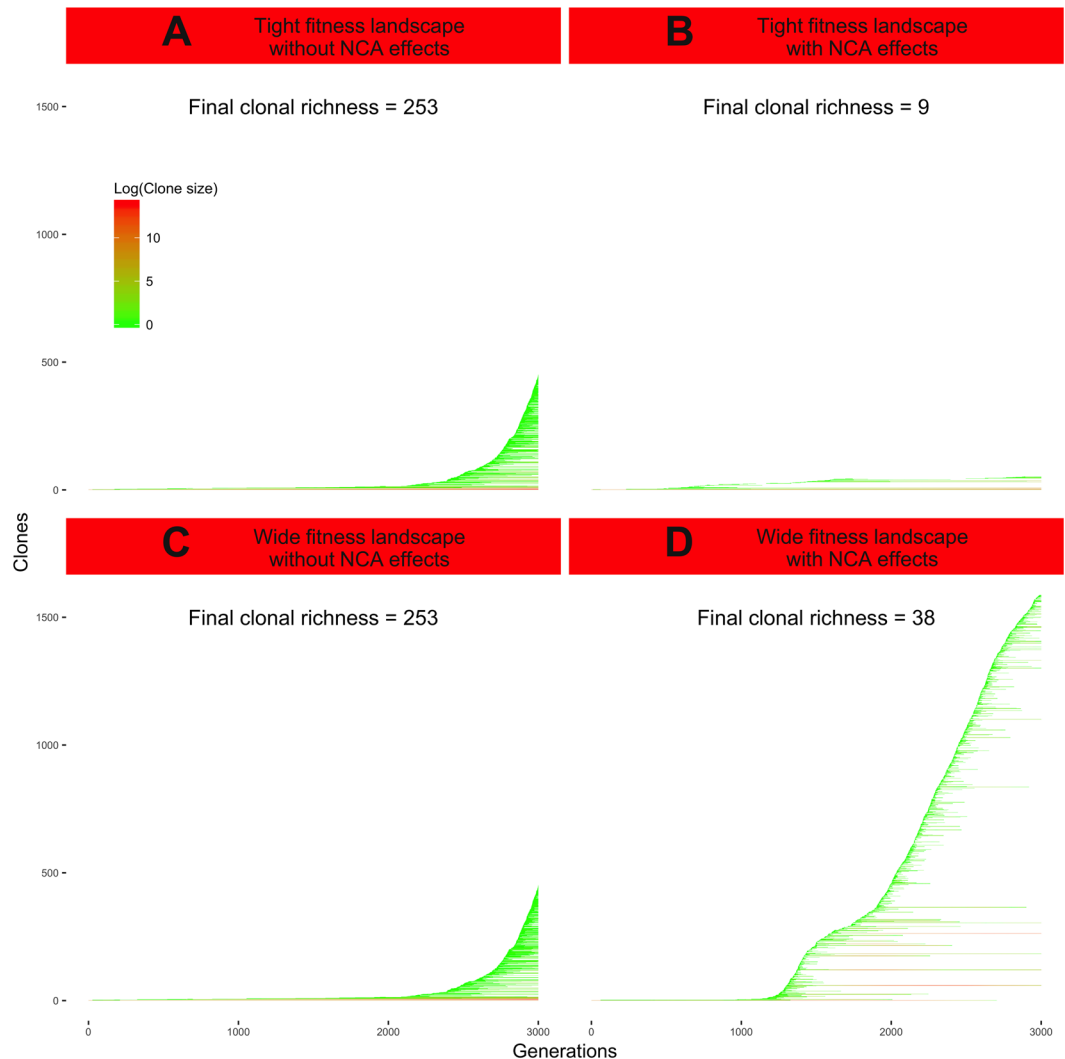 A
Tight fitness landscape
without NCA effects
B
Tight fitness landscape
with NCA effects
Final clonal richness = 253
Final clonal richness = 9
1500
1000
500
0
Log(Clone size)
10
5
0
Clones
C
Wide fitness landscape
without NCA effects
D
Wide fitness landscape
with NCA effects
Final clonal richness = 253
Final clonal richness = 38
1500
1000
500
0
0
1000
2000
3000
0
1000
2000
3000
Generations